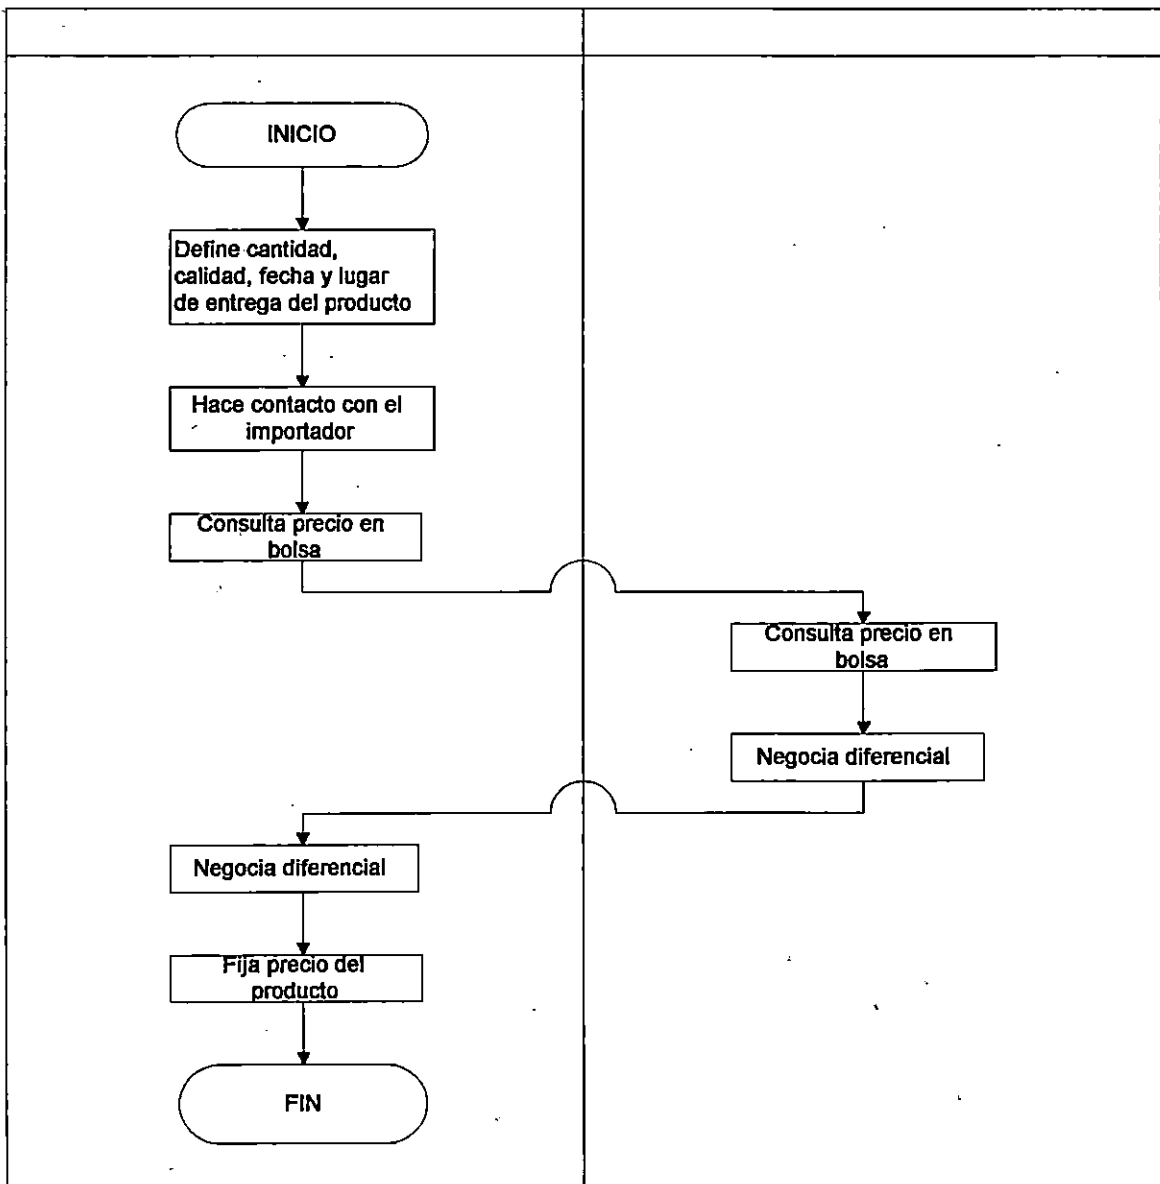 INICIO
Define cantidad,
calidad, fecha y lugar
de entrega del producto
Hace contacto con el
importador
Consulta precio en
bolsa
Consulta precio en
bolsa
Negocia diferencial
Negocia diferencial
Fija precio del
producto
FIN